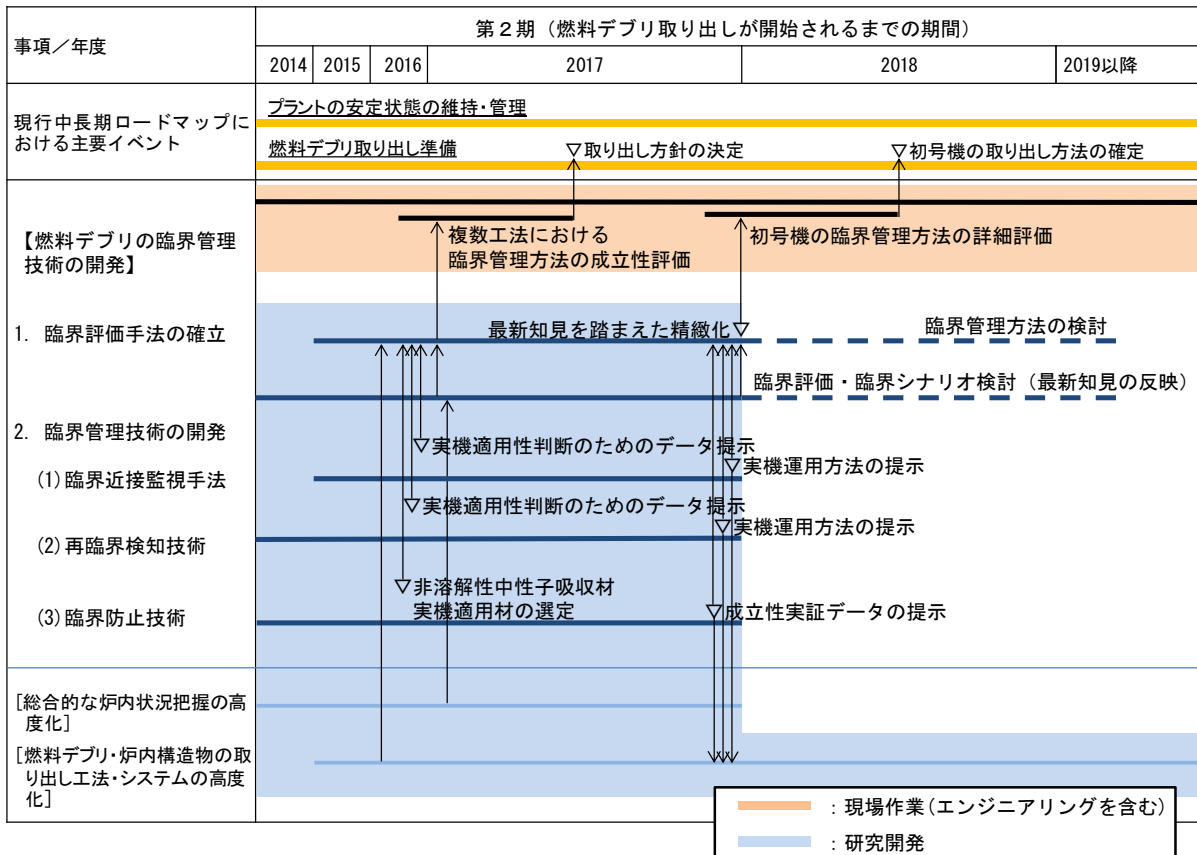 事項／年度
第２期（燃料デブリ取り出しが開始されるまでの期間）
2014 2015 2016 2017 2018 2019以降
現行中長期ロードマップに
おける主要イベント
プラントの安定状態の維持・管理
燃料デブリ取り出し準備
▽取り出し方針の決定
▽初号機の取り出し方法の確定
【燃料デブリの臨界管理
技術の開発】
複数工法における
臨界管理方法の成立性評価
初号機の臨界管理方法の詳細評価
1. 臨界評価手法の確立
最新知見を踏まえた精緻化▽
臨界管理方法の検討
臨界評価・臨界シナリオ検討（最新知見の反映）
2. 臨界管理技術の開発
▽実機適用性判断のためのデータ提示
(1)臨界近接監視手法
▽実機運用方法の提示
▽実機適用性判断のためのデータ提示
▽実機運用方法の提示
(2)再臨界検知技術
▽非溶解性中性子吸収材
実機適用材の選定
(3)臨界防止技術
▽成立性実証データの提示
[総合的な炉内状況把握の高
度化]
[燃料デブリ・炉内構造物の取
り出し工法・システムの高度
化]
：現場作業（エンジニアリングを含む）
：研究開発